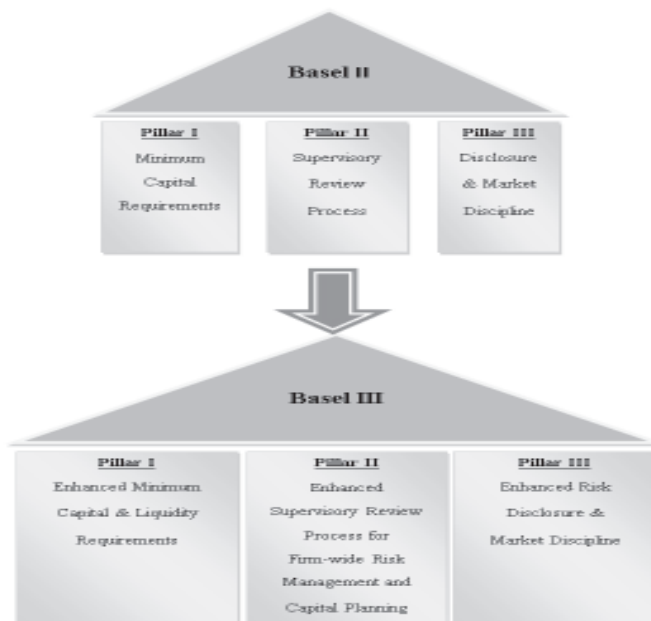 Basel II
Pillar I
Minimum
Capital
Requirements
Pillar II
Supervisory
Review
Process
Pillar III
Disclosure
& Market
Discipline
Basel III
Pillar I
Enhanced Minimum
Capital & Liquidity
Requirements
Pillar II
Enhanced
Supervisory Review
Process for
Firm-wide Risk
Management and
Capital Planning
Pillar III
Enhanced Risk
Disclosure &
Market Discipline